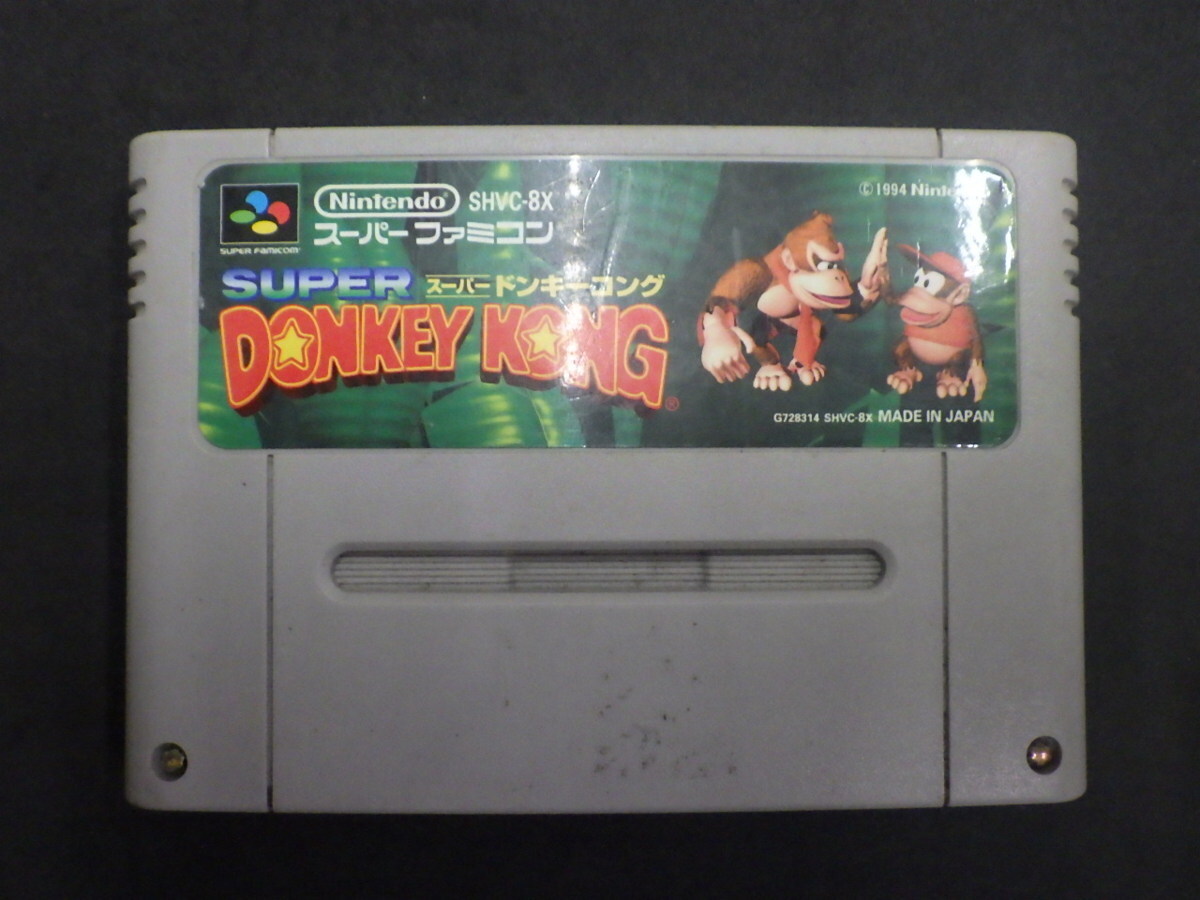 SUPER FAMICOM
Nintendo SHVC-8X
スーパーファミコン
©1994
SUPER スーパードンキーコング
DONKEY KONG®
G728314 SHVC-8X MADE IN JAPAN